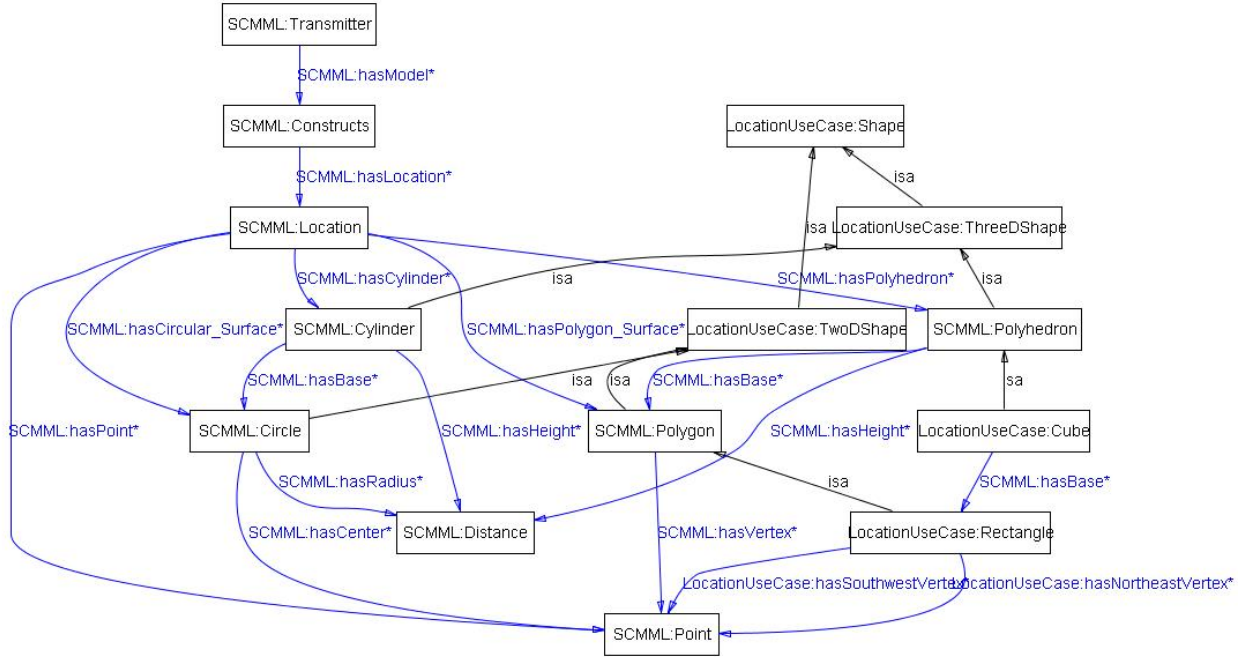 SCMML:Transmitter
SCMML:hasModel*
SCMML:Constructs
LocationUseCase:Shape
SCMML:hasLocation*
isa
SCMML:Location
isa
LocationUseCase:ThreeDShape
SCMML:hasCylinder*
isa
SCMML:hasPolyhedron*
isa
SCMML:hasCircular_Surface*
SCMML:Cylinder
SCMML:hasPolygon_Surface*
LocationUseCase:TwoDShape
SCMML:Polyhedron
SCMML:hasBase*
isa
isa
SCMML:hasBase*
sa
SCMML:hasPoint*
SCMML:Circle
SCMML:hasHeight*
SCMML:Polygon
SCMML:hasHeight*
LocationUseCase:Cube
SCMML:hasRadius*
isa
SCMML:hasBase*
SCMML:hasCenter*
SCMML:Distance
SCMML:hasVertex*
LocationUseCase:Rectangle
LocationUseCase:hasSouthwestVertex*
LocationUseCase:hasNortheastVertex*
SCMML:Point